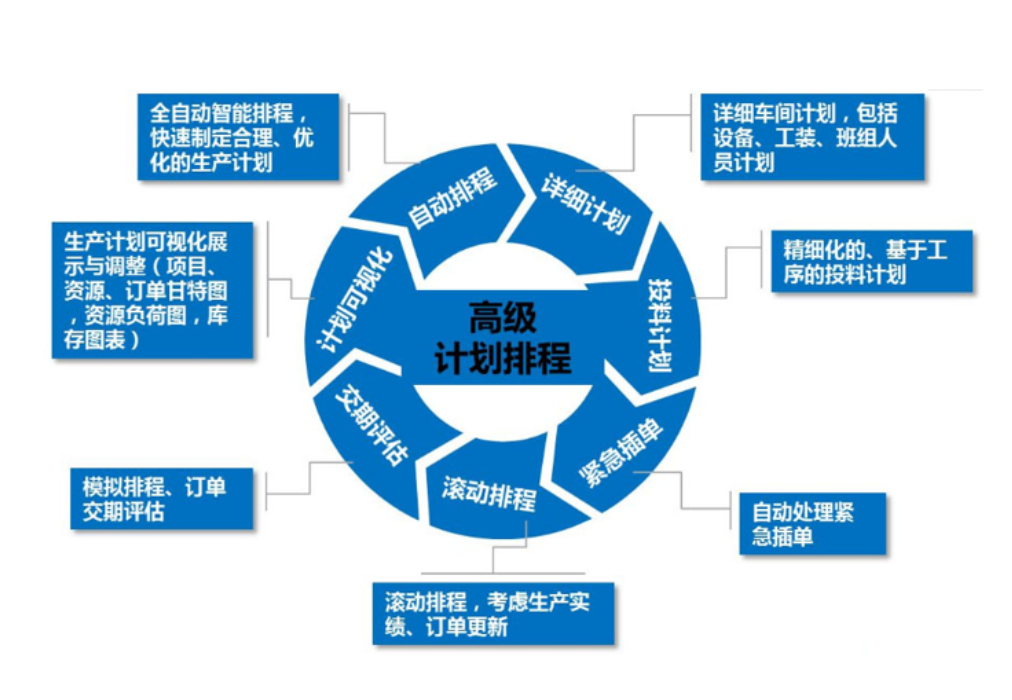 全自动智能排程，
快速制定合理、优
化的生产计划
详细车间计划，包括
设备、工装、班组人
员计划
自动排程
详细计划
生产计划可视化展
示与调整（项目、
资源、订单甘特图
，资源负荷图，库
存图表）
精细化的、基于工
序的投料计划
计划可视化
投料计划
高级
计划排程
交期评估
紧急插单
滚动排程
模拟排程、订单
交期评估
自动处理紧
急插单
滚动排程，考虑生产实
绩、订单更新